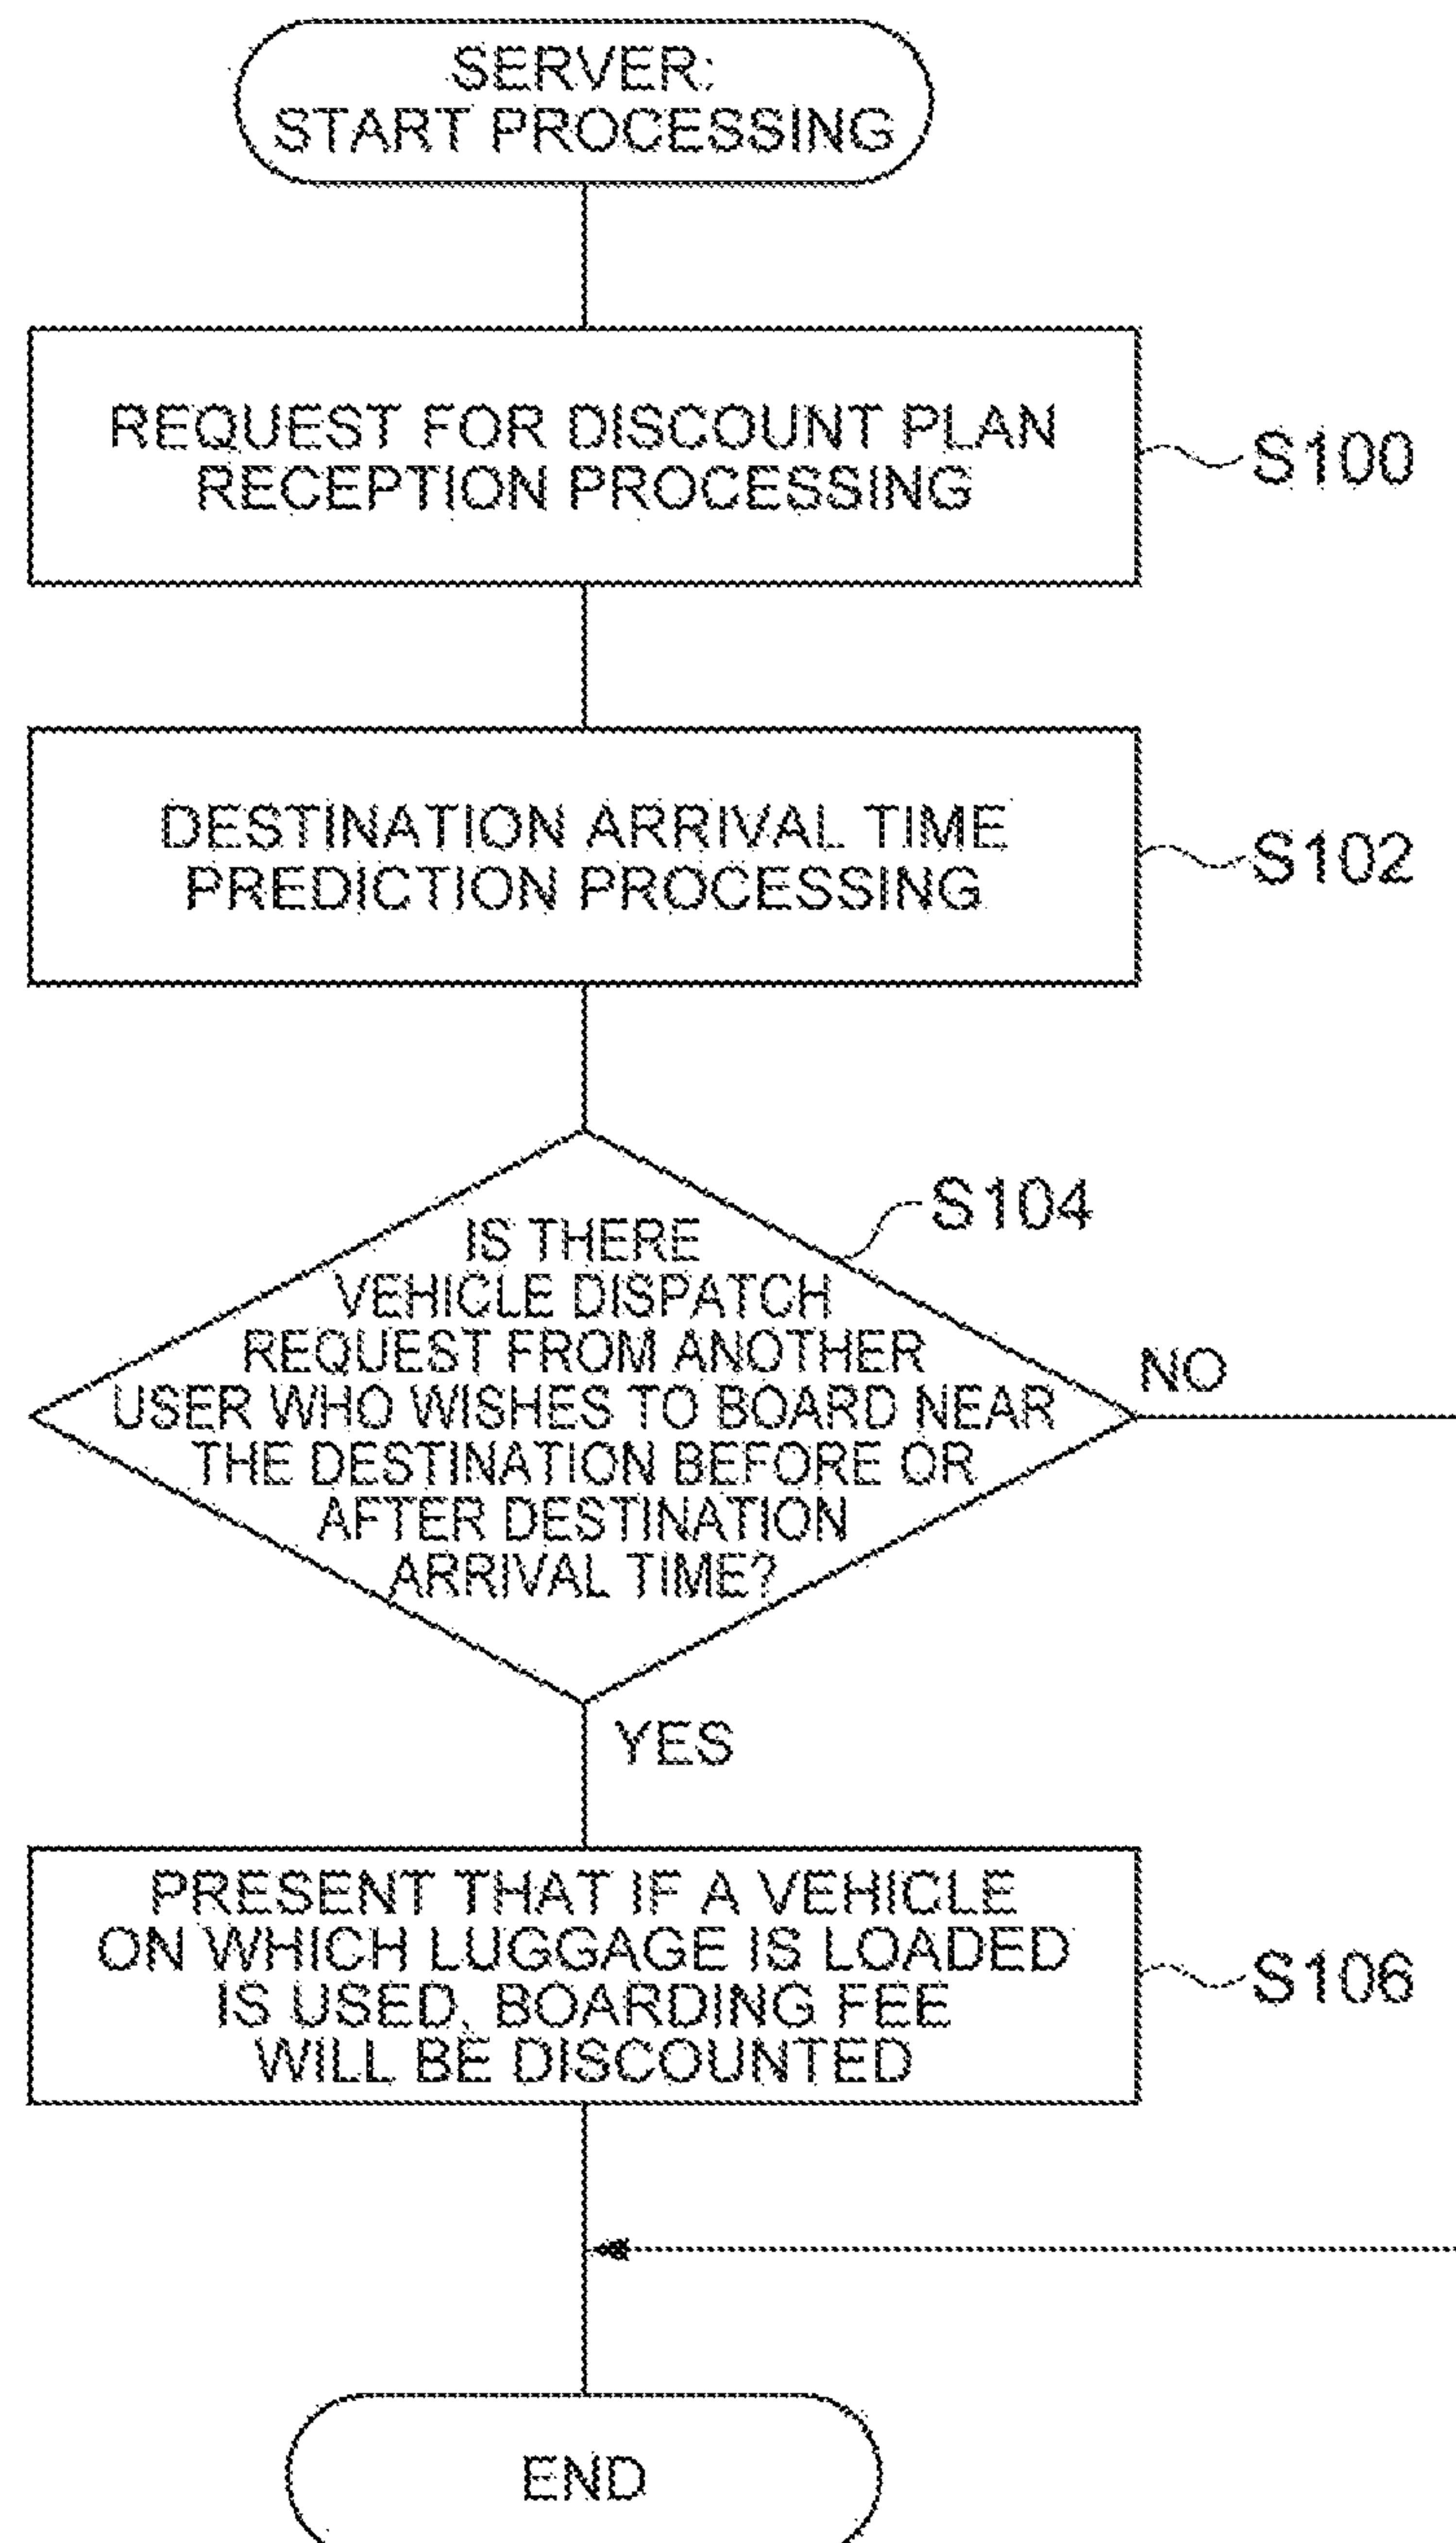 SERVER:
START PROCESSING
REQUEST FOR DISCOUNT PLAN
RECEPTION PROCESSING
S100
DESTINATION ARRIVAL TIME
PREDICTION PROCESSING
S102
S104
IS THERE
VEHICLE DISPATCH
REQUEST FROM ANOTHER
USER WHO WISHES TO BOARD NEAR
THE DESTINATION BEFORE OR
AFTER DESTINATION
ARRIVAL TIME?
NO
YES
PRESENT THAT IF A VEHICLE
ON WHICH LUGGAGE IS LOADED
IS USED, BOARDING FEE
WILL BE DISCOUNTED
S106
END